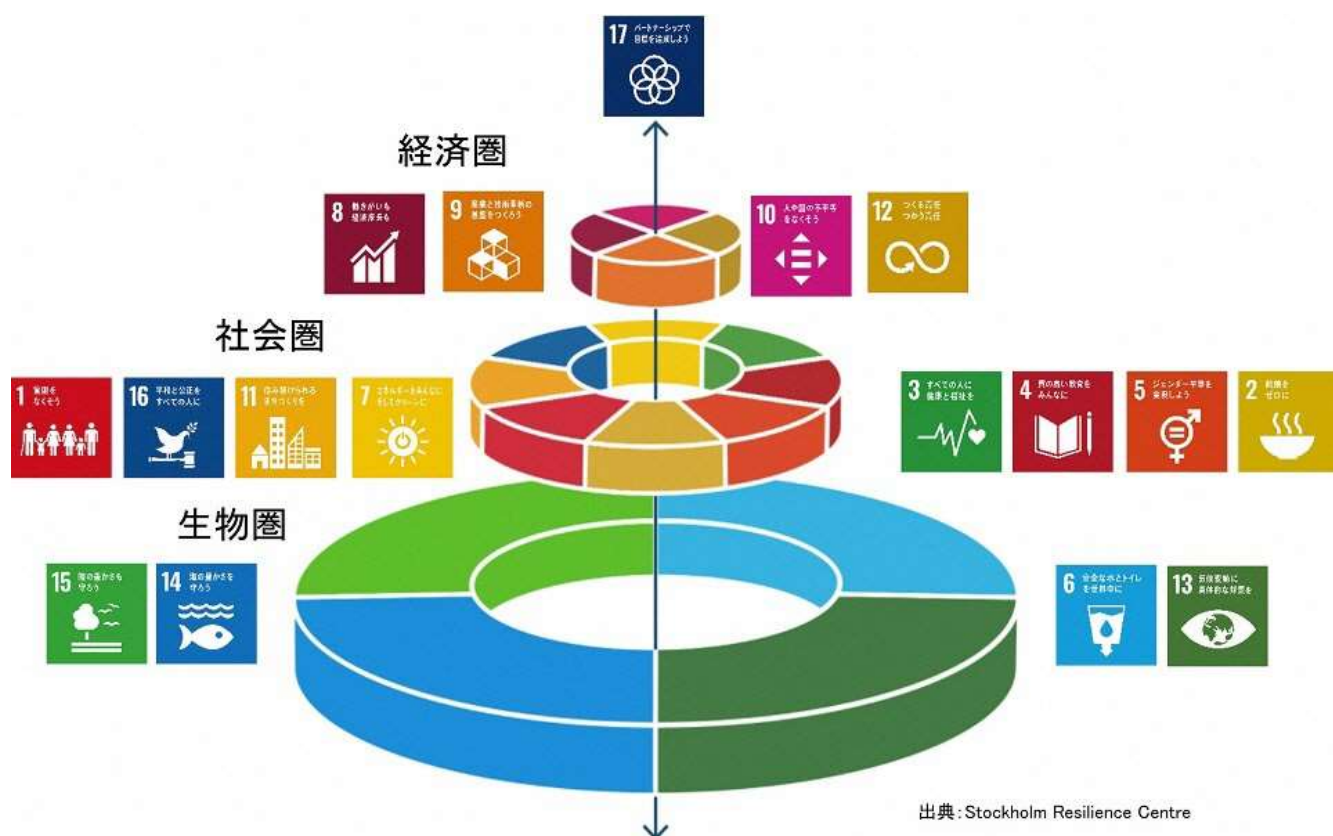 17 パートナーシップで
目標を達成しよう
経済圏
8 働きがいも
経済成長も
9 産業と技術革新の
基盤をつくろう
10 人や国の不平等
をなくそう
12 つくる責任
つかう責任
社会圏
1 貧困を
なくそう
16 平和と公正を
すべての人に
11 住み続けられる
まちづくりを
7 エネルギーをみんなに
そしてクリーンに
3 すべての人に
健康と福祉を
4 質の高い教育を
みんなに
5 ジェンダー平等を
実現しよう
2 飢餓を
ゼロに
生物圏
15 陸の豊かさも
守ろう
14 海の豊かさを
守ろう
6 安全な水とトイレ
を世界中に
13 気候変動に
具体的な対策を
出典:Stockholm Resilience Centre